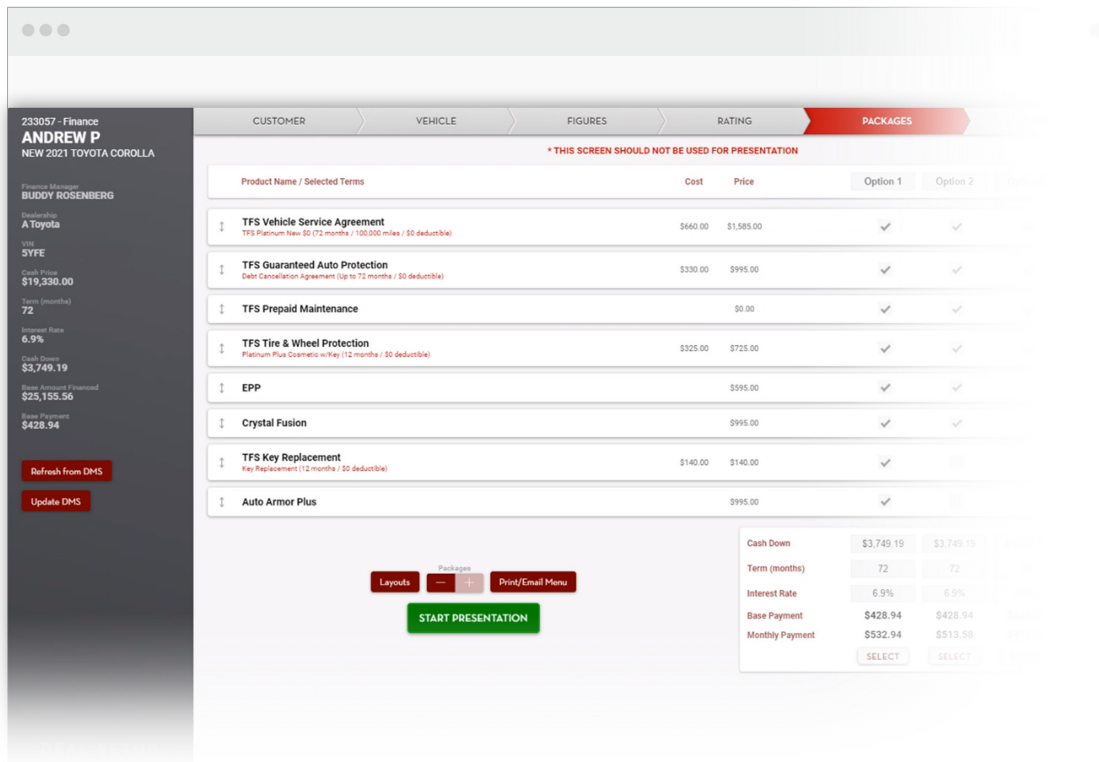 233057 - Finance
ANDREW P
NEW 2021 TOYOTA COROLLA
Finance Manager
BUDDY ROSENBERG
Dealership
A Toyota
VIN
5YFE
Cash Price
$19,330.00
Term (months)
72
Interest Rate
6.9%
Cash Down
$3,749.19
Base Amount Financed
$25,155.56
Base Payment
$428.94
Refresh from DMS
Update DMS
CUSTOMER VEHICLE FIGURES RATING PACKAGES
* THIS SCREEN SHOULD NOT BE USED FOR PRESENTATION
Product Name / Selected Terms Cost Price Option 1 Option 2
TFS Vehicle Service Agreement $660.00 $1,585.00
TFS Platinum New $0 (72 months / 100,000 miles / $0 deductible)
TFS Guaranteed Auto Protection $330.00 $995.00
Debt Cancellation Agreement (Up to 72 months / $0 deductible)
TFS Prepaid Maintenance $0.00
TFS Tire & Wheel Protection $325.00 $725.00
Platinum Plus Cosmetic w/Key (12 months / $0 deductible)
EPP $595.00
Crystal Fusion $995.00
TFS Key Replacement $140.00 $140.00
Key Replacement (12 months / $0 deductible)
Auto Armor Plus $995.00
Packages
Layouts − + Print/Email Menu
START PRESENTATION
Cash Down $3,749.19 $3,749.19
Term (months) 72 72
Interest Rate 6.9% 6.9%
Base Payment $428.94 $428.94
Monthly Payment $532.94 $513.58
SELECT SELECT